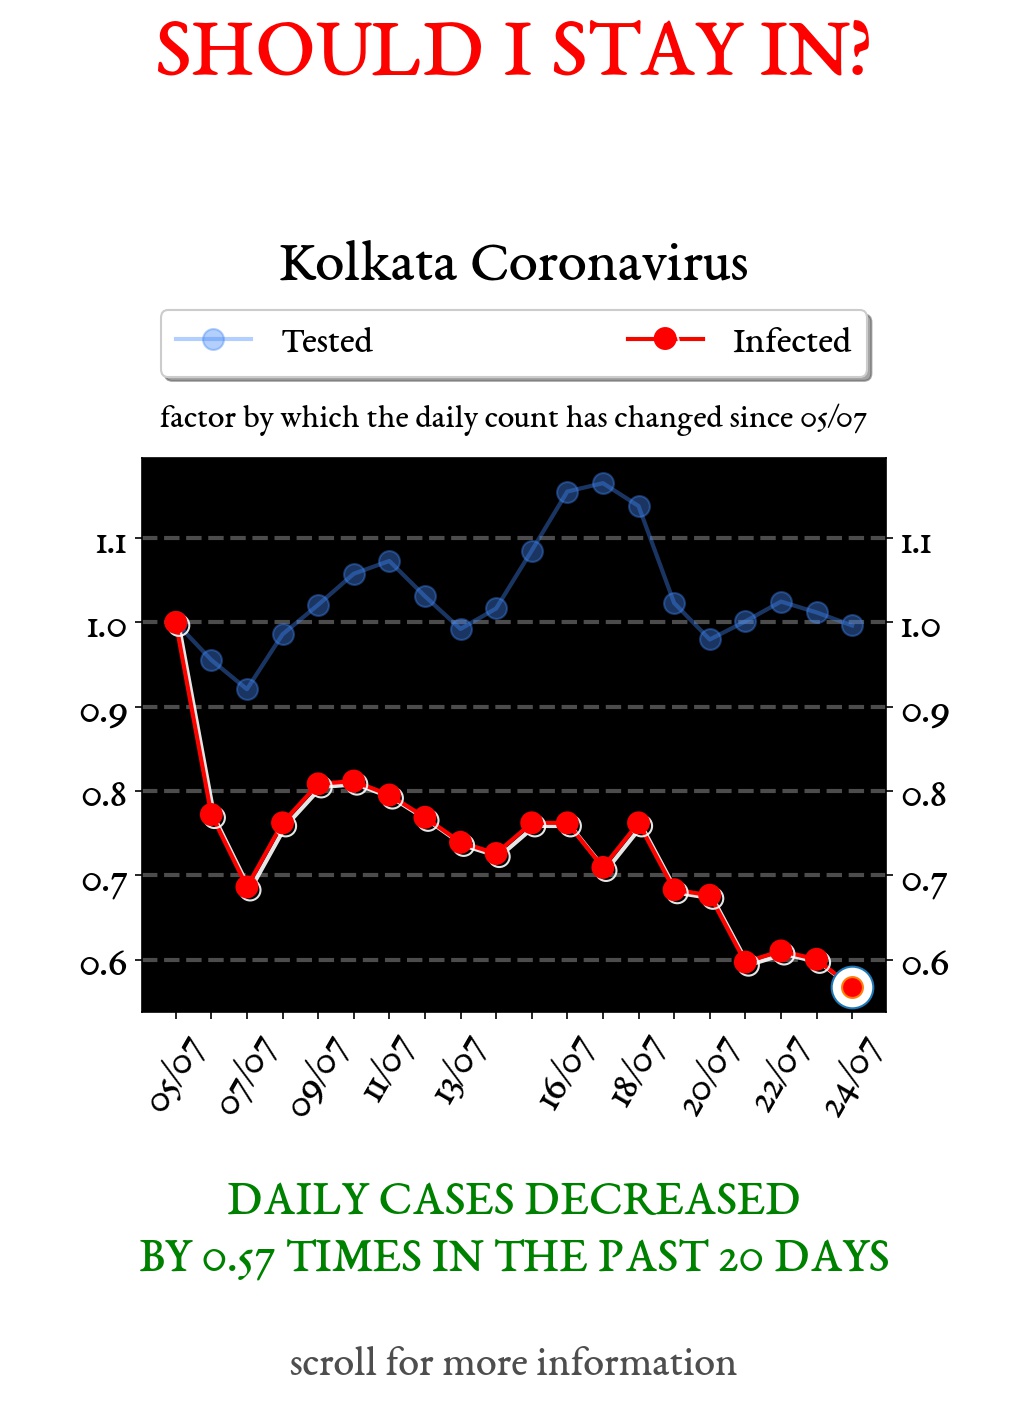 SHOULD I STAY IN?
Kolkata Coronavirus
Tested Infected
factor by which the daily count has changed since 05/07
1.1 1.1
1.0 1.0
0.9 0.9
0.8 0.8
0.7 0.7
0.6 0.6
05/07 07/07 09/07 11/07 13/07 16/07 18/07 20/07 22/07 24/07
DAILY CASES DECREASED
BY 0.57 TIMES IN THE PAST 20 DAYS
scroll for more information